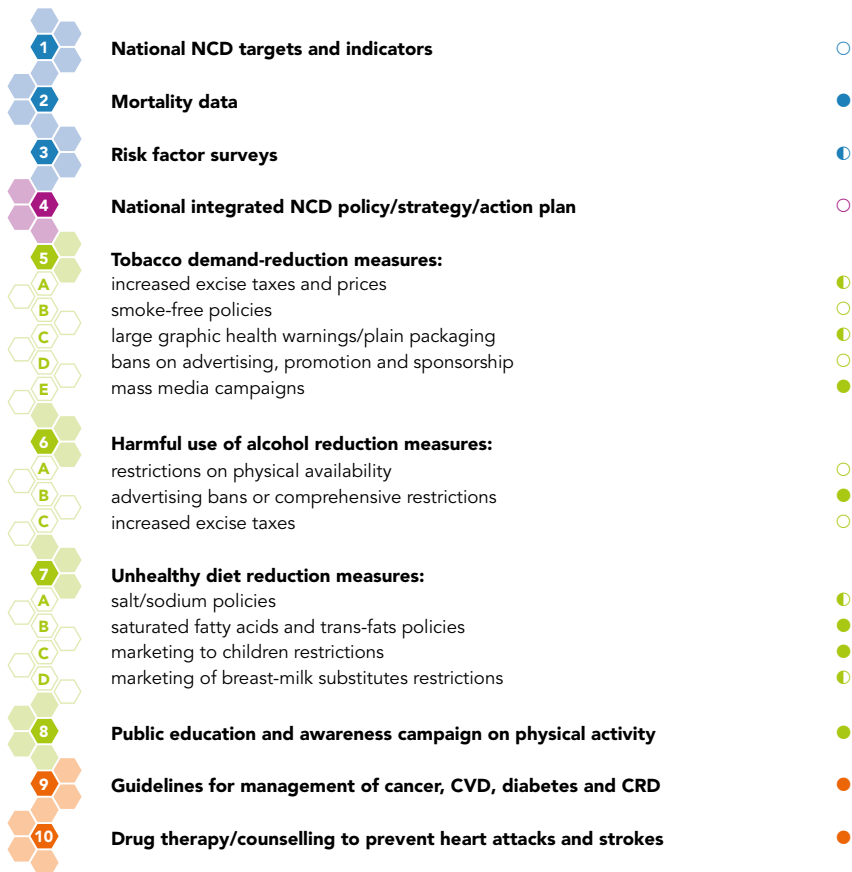 1 National NCD targets and indicators
2 Mortality data
3 Risk factor surveys
4 National integrated NCD policy/strategy/action plan
5 Tobacco demand-reduction measures:
A increased excise taxes and prices
B smoke-free policies
C large graphic health warnings/plain packaging
D bans on advertising, promotion and sponsorship
E mass media campaigns
6 Harmful use of alcohol reduction measures:
A restrictions on physical availability
B advertising bans or comprehensive restrictions
C increased excise taxes
7 Unhealthy diet reduction measures:
A salt/sodium policies
B saturated fatty acids and trans-fats policies
C marketing to children restrictions
D marketing of breast-milk substitutes restrictions
8 Public education and awareness campaign on physical activity
9 Guidelines for management of cancer, CVD, diabetes and CRD
10 Drug therapy/counselling to prevent heart attacks and strokes